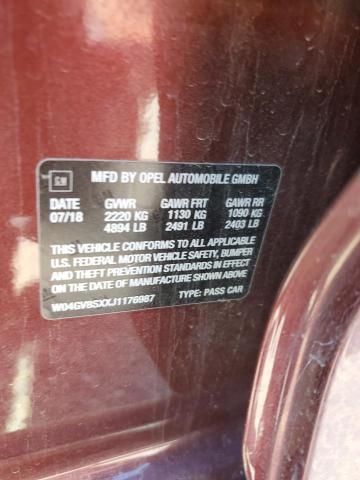 GM
MFD BY OPEL AUTOMOBILE GMBH
DATE GVWR GAWR FRT GAWR RR
07/18 2220 KG 1130 KG 1090 KG
4894 LB 2491 LB 2403 LB
THIS VEHICLE CONFORMS TO ALL APPLICABLE
U.S. FEDERAL MOTOR VEHICLE SAFETY, BUMPER
AND THEFT PREVENTION STANDARDS IN EFFECT
ON THE DATE OF MANUFACTURE SHOWN ABOVE.
W04GV8SXXJ1176987 TYPE: PASS CAR